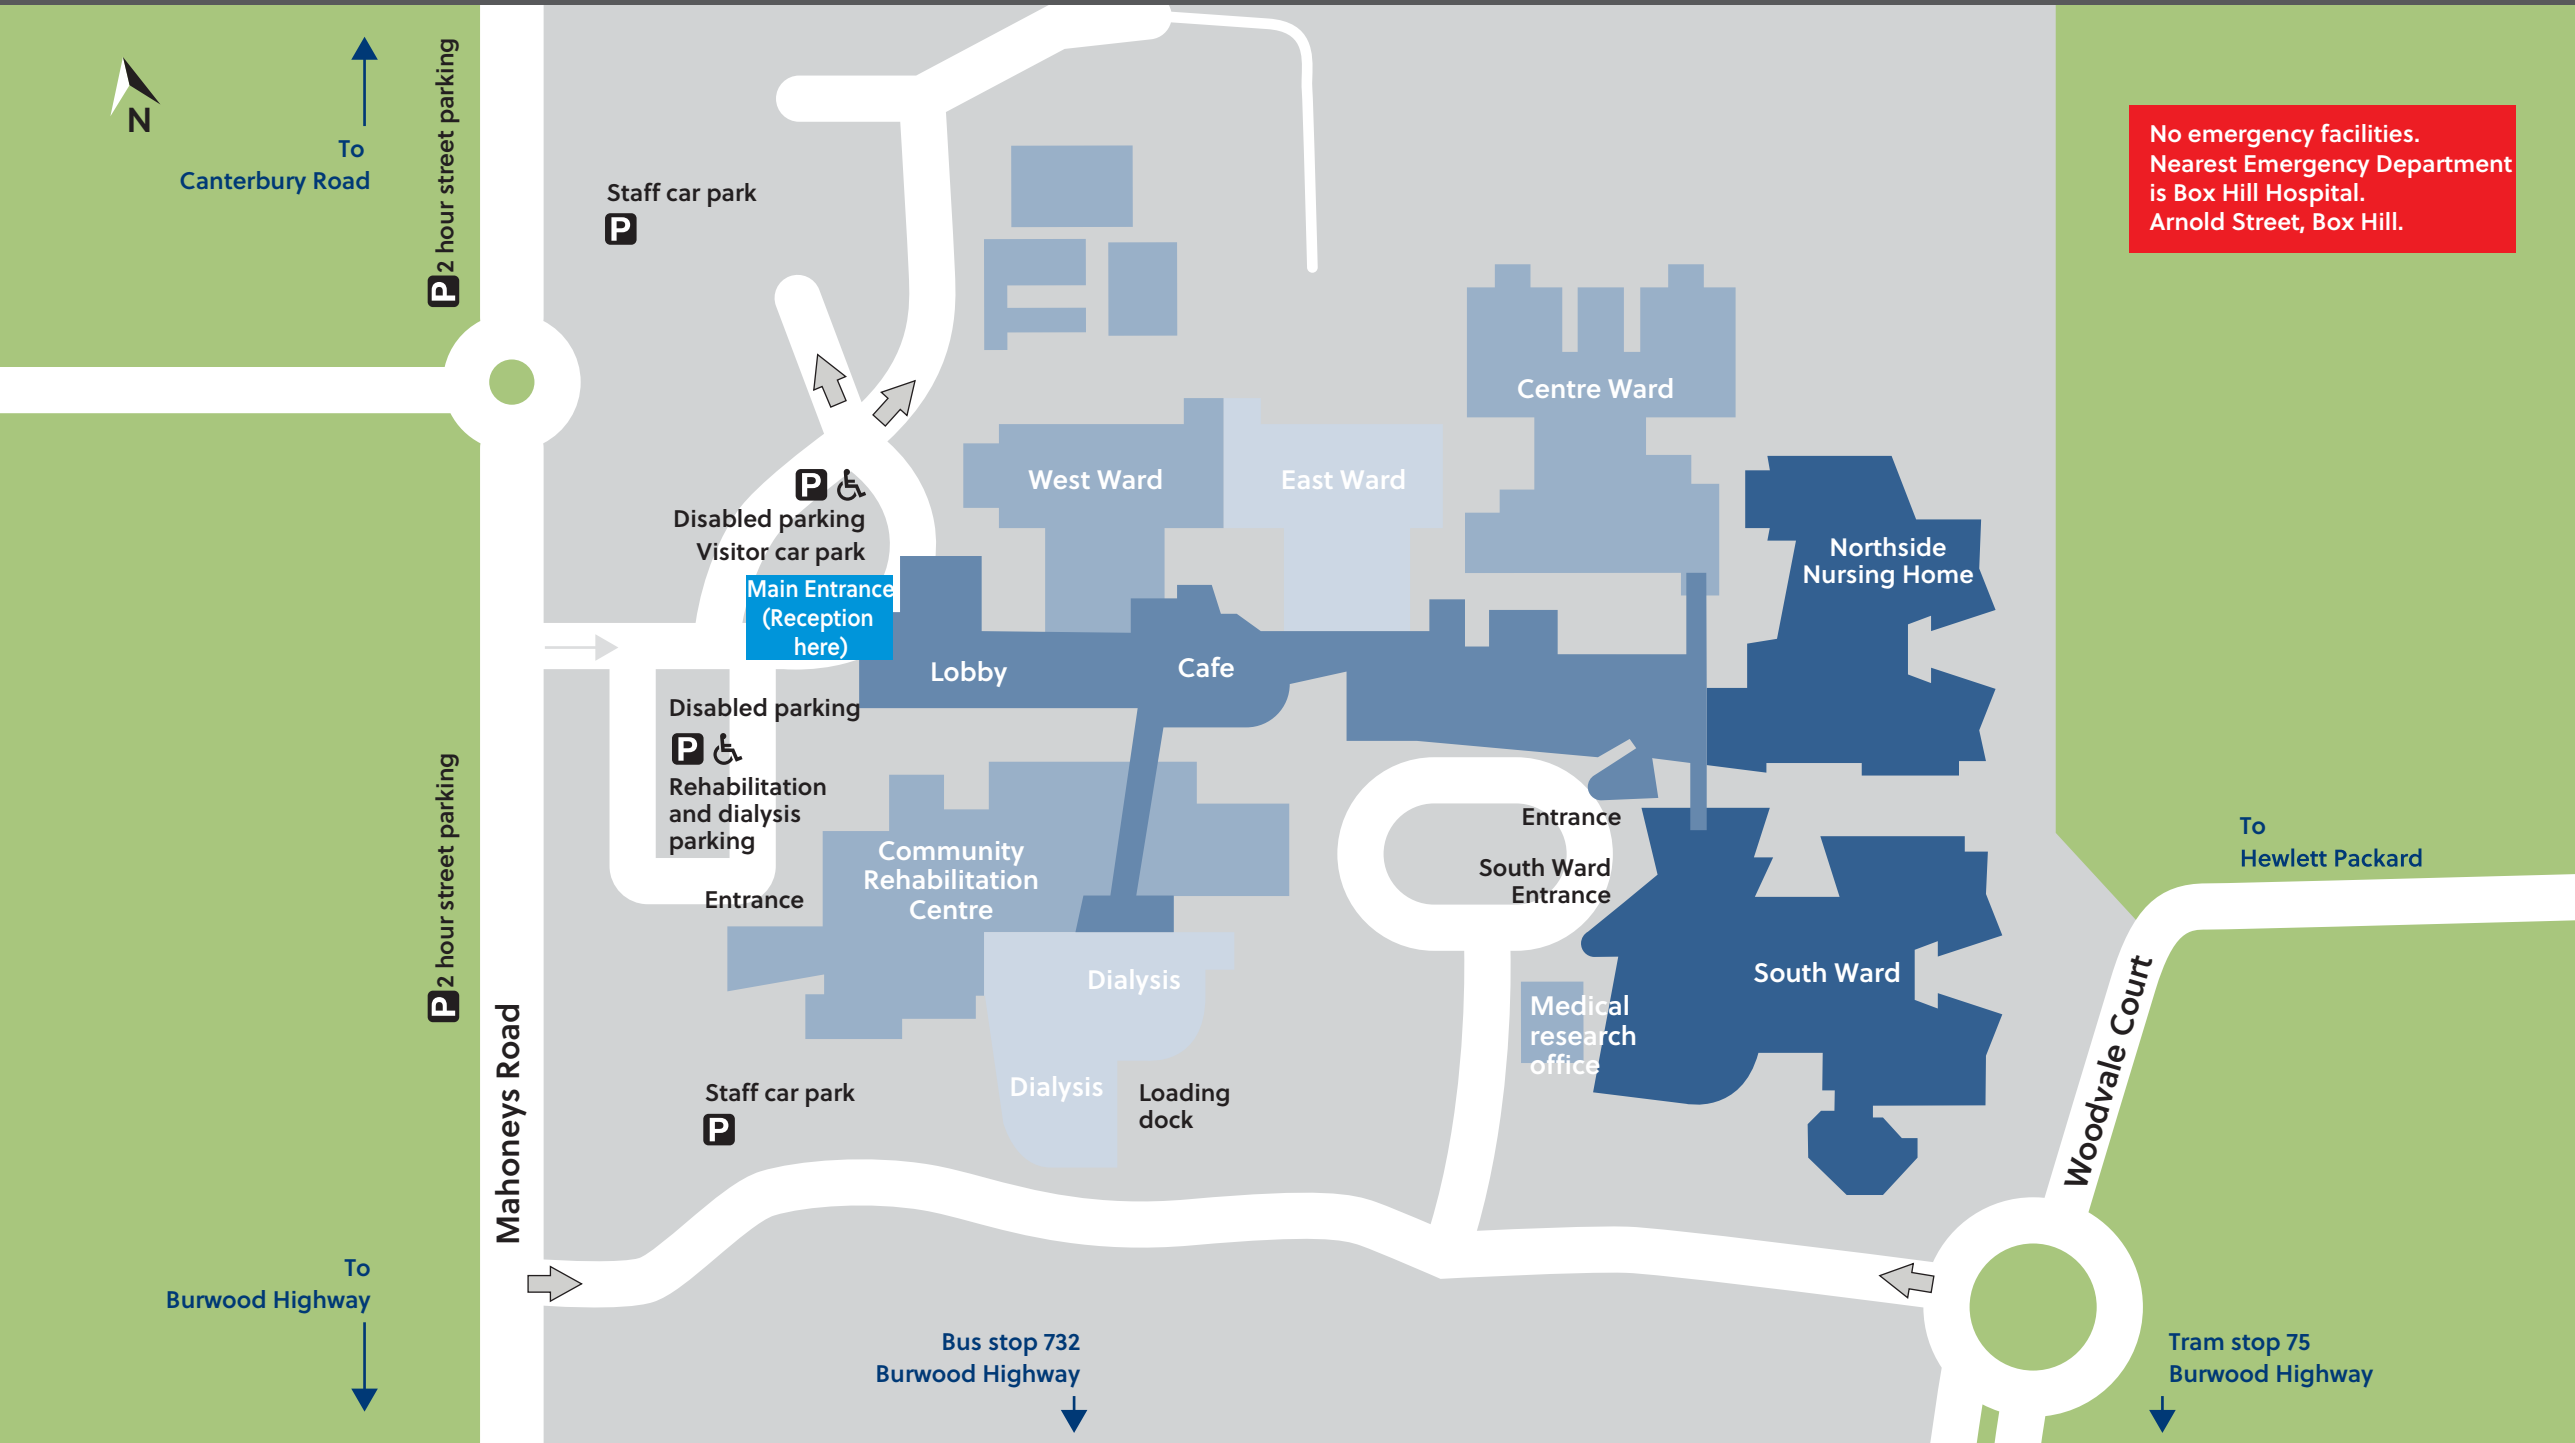 N
To
Canterbury Road
P 2 hour street parking
Staff car park
P
No emergency facilities.
Nearest Emergency Department
is Box Hill Hospital.
Arnold Street, Box Hill.
Centre Ward
West Ward
East Ward
P
Disabled parking
Visitor car park
Main Entrance
(Reception
here)
Northside
Nursing Home
Lobby
Cafe
Disabled parking
P
Rehabilitation
and dialysis
parking
Entrance
P 2 hour street parking
Community
Rehabilitation
Centre
Entrance
South Ward
Entrance
To
Hewlett Packard
Dialysis
South Ward
Medical
research
office
Dialysis
Loading
dock
Staff car park
P
Mahoneys Road
Woodvale Court
To
Burwood Highway
Bus stop 732
Burwood Highway
Tram stop 75
Burwood Highway